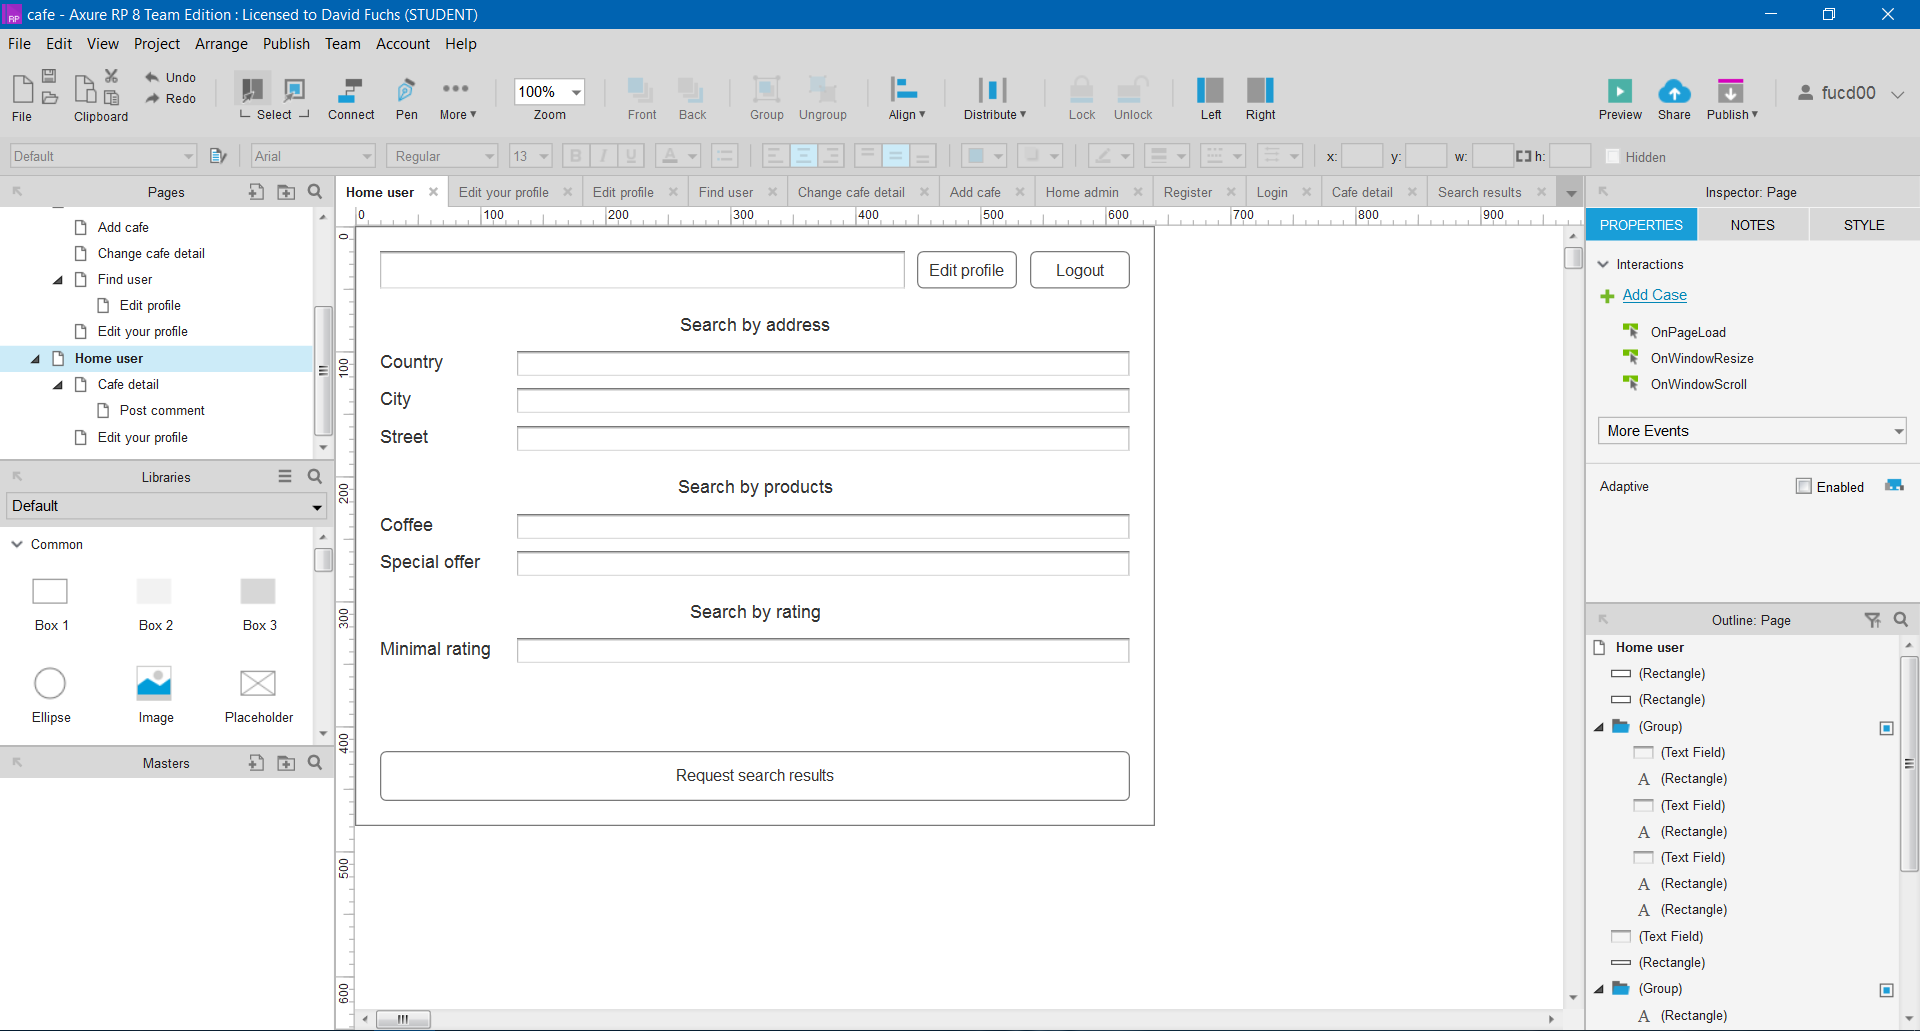 RP cafe - Axure RP 8 Team Edition : Licensed to David Fuchs (STUDENT)
File Edit View Project Arrange Publish Team Account Help
Undo
Redo
File Clipboard Select Connect Pen More Zoom Front Back Group Ungroup Align Distribute Lock Unlock Left Right Preview Share Publish
100%
fucd00
Default Arial Regular 13 B I U A x: y: w: h: Hidden
Pages
Add cafe
Change cafe detail
Find user
Edit profile
Edit your profile
Home user
Cafe detail
Post comment
Edit your profile
Libraries
Default
Common
Box 1 Box 2 Box 3
Ellipse Image Placeholder
Masters
Home user Edit your profile Edit profile Find user Change cafe detail Add cafe Home admin Register Login Cafe detail Search results
0 100 200 300 400 500 600 700 800 900
0
100
200
300
400
500
600
Edit profile Logout
Search by address
Country
City
Street
Search by products
Coffee
Special offer
Search by rating
Minimal rating
Request search results
Inspector: Page
PROPERTIES NOTES STYLE
Interactions
Add Case
OnPageLoad
OnWindowResize
OnWindowScroll
More Events
Adaptive Enabled
Outline: Page
Home user
(Rectangle)
(Rectangle)
(Group)
(Text Field)
A (Rectangle)
(Text Field)
A (Rectangle)
(Text Field)
A (Rectangle)
A (Rectangle)
(Text Field)
(Rectangle)
(Group)
A (Rectangle)